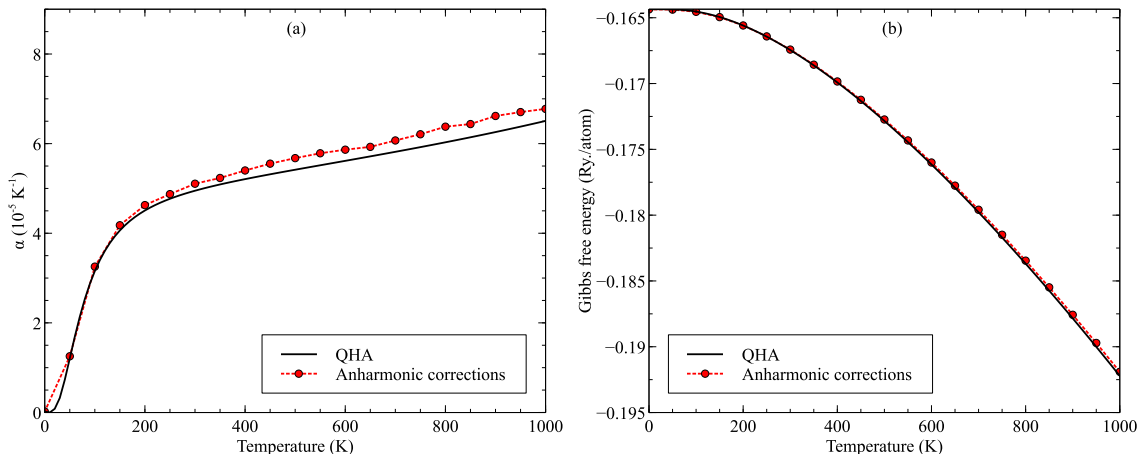 (a)
8
6
4
2
0
α (10⁻⁵ K⁻¹)
QHA
Anharmonic corrections
0 200 400 600 800 1000
Temperature (K)
(b)
−0.165
−0.17
−0.175
−0.18
−0.185
−0.19
−0.195
Gibbs free energy (Ry./atom)
QHA
Anharmonic corrections
0 200 400 600 800 1000
Temperature (K)